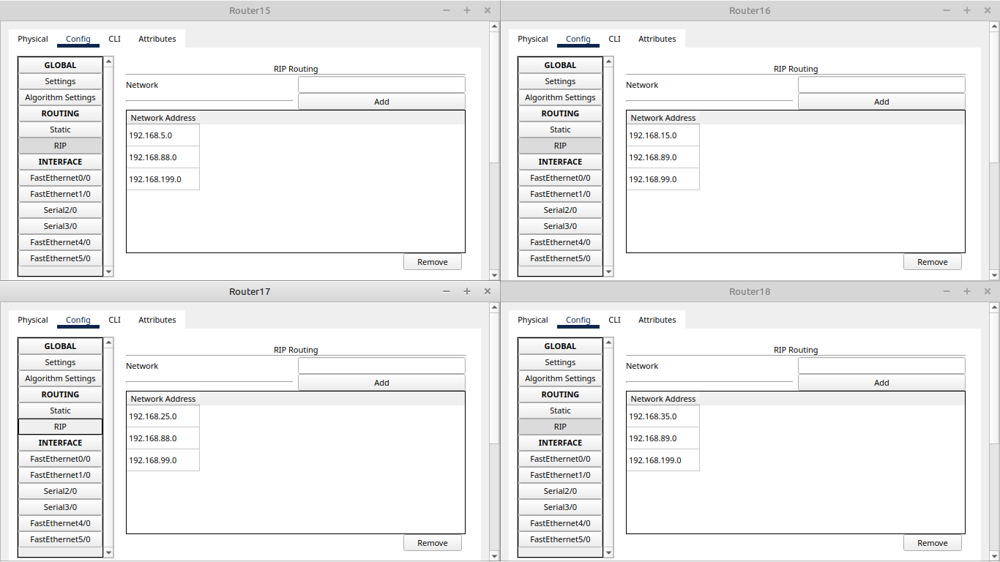 Router15
Physical Config CLI Attributes
GLOBAL
Settings
Algorithm Settings
ROUTING
Static
RIP
INTERFACE
FastEthernet0/0
FastEthernet1/0
Serial2/0
Serial3/0
FastEthernet4/0
FastEthernet5/0
RIP Routing
Network
Add
Network Address
192.168.5.0
192.168.88.0
192.168.199.0
Remove
Router16
Physical Config CLI Attributes
GLOBAL
Settings
Algorithm Settings
ROUTING
Static
RIP
INTERFACE
FastEthernet0/0
FastEthernet1/0
Serial2/0
Serial3/0
FastEthernet4/0
FastEthernet5/0
RIP Routing
Network
Add
Network Address
192.168.15.0
192.168.89.0
192.168.99.0
Remove
Router17
Physical Config CLI Attributes
GLOBAL
Settings
Algorithm Settings
ROUTING
Static
RIP
INTERFACE
FastEthernet0/0
FastEthernet1/0
Serial2/0
Serial3/0
FastEthernet4/0
FastEthernet5/0
RIP Routing
Network
Add
Network Address
192.168.25.0
192.168.88.0
192.168.99.0
Remove
Router18
Physical Config CLI Attributes
GLOBAL
Settings
Algorithm Settings
ROUTING
Static
RIP
INTERFACE
FastEthernet0/0
FastEthernet1/0
Serial2/0
Serial3/0
FastEthernet4/0
FastEthernet5/0
RIP Routing
Network
Add
Network Address
192.168.35.0
192.168.89.0
192.168.199.0
Remove